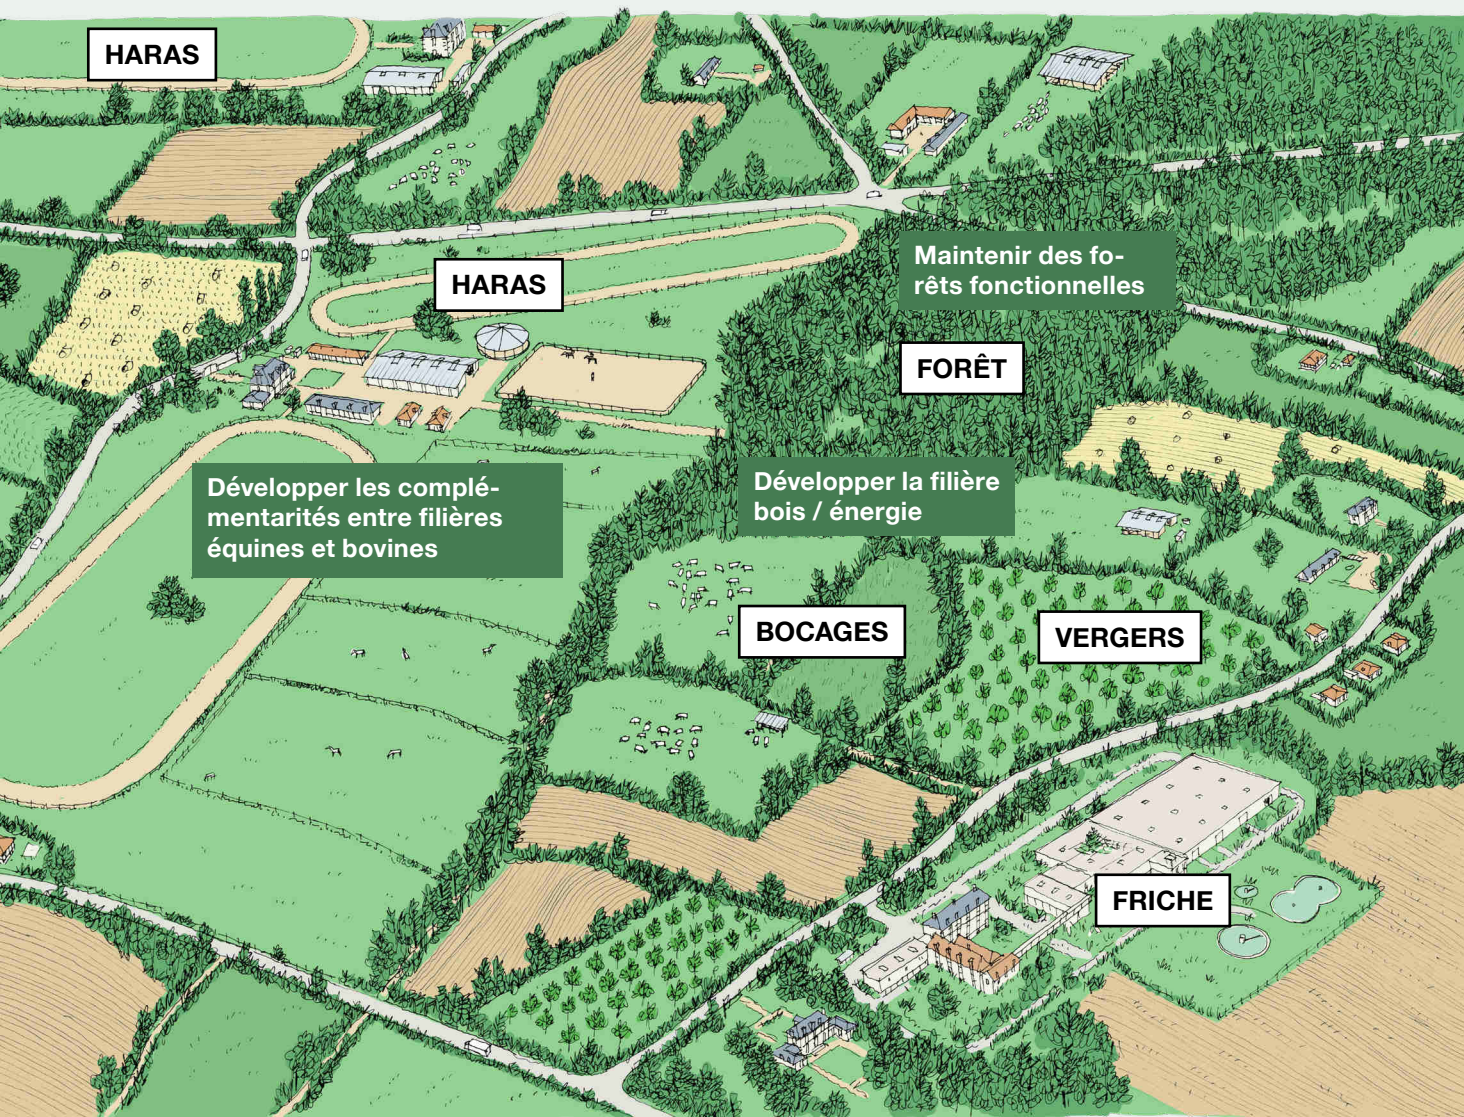 HARAS
Maintenir des fo-
rêts fonctionnelles
HARAS
FORÊT
Développer les complé-
mentarités entre filières
équines et bovines
Développer la filière
bois / énergie
BOCAGES
VERGERS
FRICHE